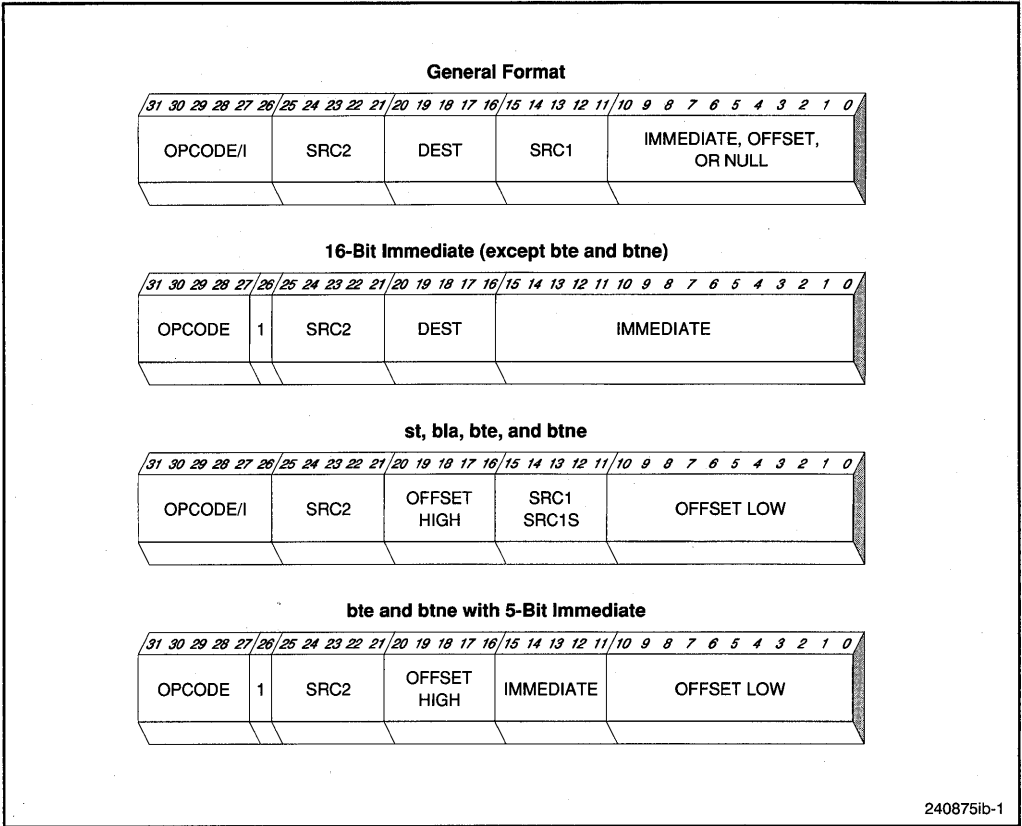 General Format
31 30 29 28 27 26 25 24 23 22 21 20 19 18 17 16 15 14 13 12 11 10 9 8 7 6 5 4 3 2 1 0
OPCODE/I SRC2 DEST SRC1 IMMEDIATE, OFFSET,
OR NULL
16-Bit Immediate (except bte and btne)
31 30 29 28 27 26 25 24 23 22 21 20 19 18 17 16 15 14 13 12 11 10 9 8 7 6 5 4 3 2 1 0
OPCODE 1 SRC2 DEST IMMEDIATE
st, bla, bte, and btne
31 30 29 28 27 26 25 24 23 22 21 20 19 18 17 16 15 14 13 12 11 10 9 8 7 6 5 4 3 2 1 0
OPCODE/I SRC2 OFFSET HIGH SRC1 SRC1S OFFSET LOW
bte and btne with 5-Bit Immediate
31 30 29 28 27 26 25 24 23 22 21 20 19 18 17 16 15 14 13 12 11 10 9 8 7 6 5 4 3 2 1 0
OPCODE 1 SRC2 OFFSET HIGH IMMEDIATE OFFSET LOW
240875ib-1